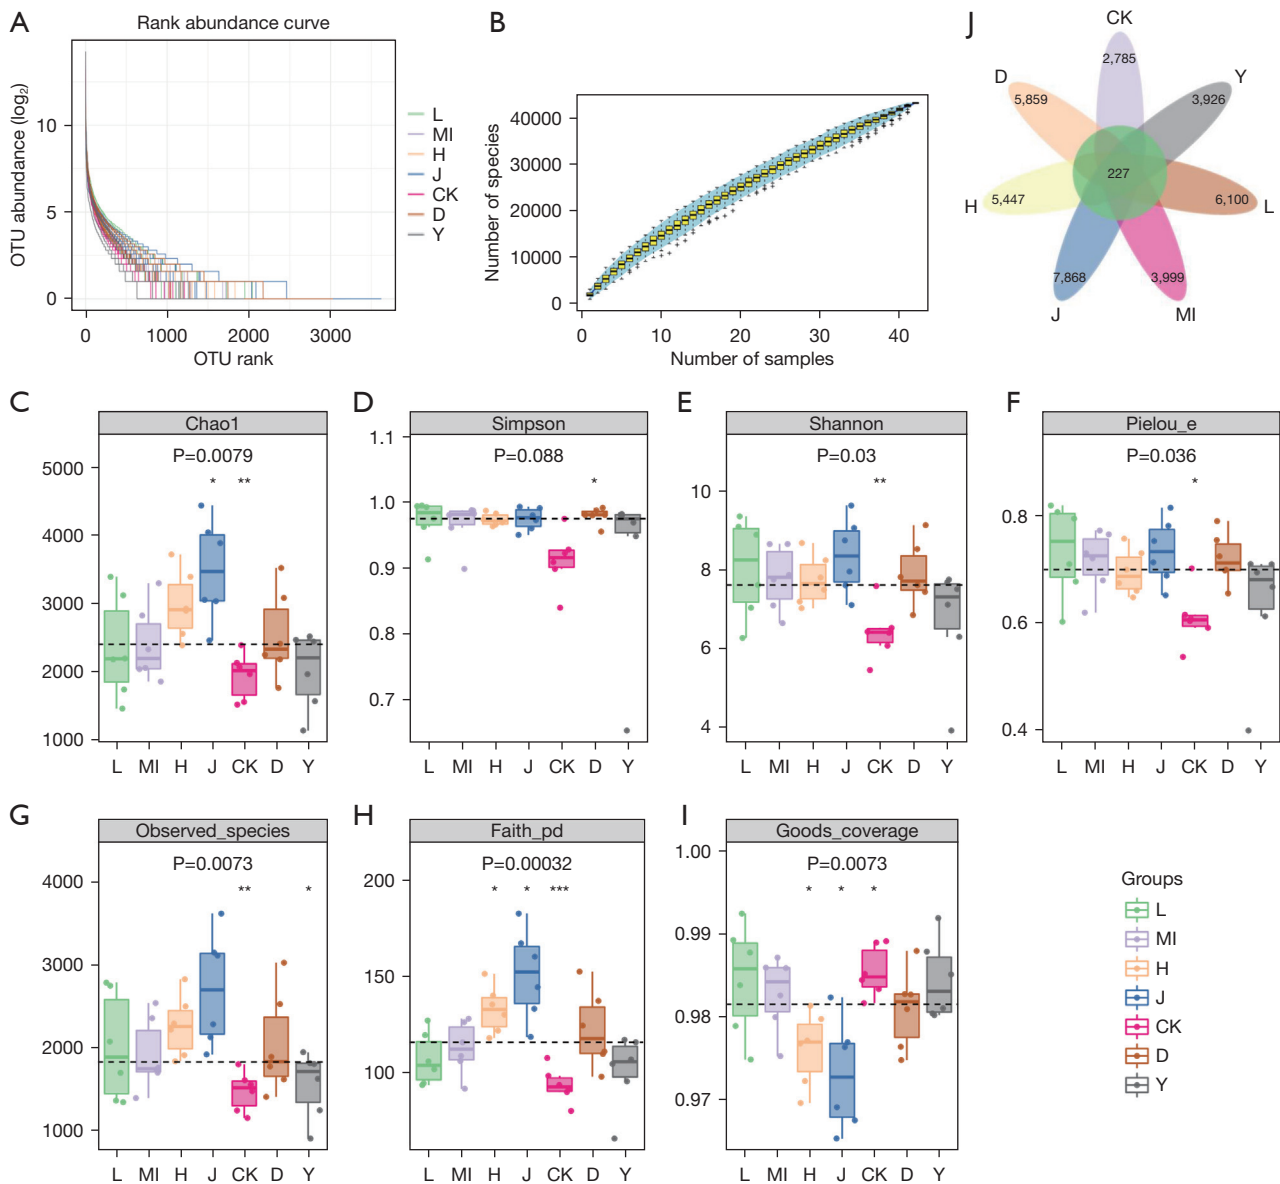 A
Rank abundance curve
OTU abundance (log₂)
10
5
0
0 1000 2000 3000
OTU rank
L
MI
H
J
CK
D
Y
B
Number of species
40000
30000
20000
10000
0
0 10 20 30 40
Number of samples
J
CK
2,785
Y
3,926
L
6,100
MI
3,999
J
7,868
H
5,447
D
5,859
227
C
Chao1
P=0.0079
* **
5000
4000
3000
2000
1000
L MI H J CK D Y
D
Simpson
P=0.088
*
1.1
1.0
0.9
0.8
0.7
L MI H J CK D Y
E
Shannon
P=0.03
**
10
8
6
4
L MI H J CK D Y
F
Pielou_e
P=0.036
*
0.8
0.6
0.4
L MI H J CK D Y
G
Observed_species
P=0.0073
** *
4000
3000
2000
1000
L MI H J CK D Y
H
Faith_pd
P=0.00032
* * ***
200
150
100
L MI H J CK D Y
I
Goods_coverage
P=0.0073
* * *
1.00
0.99
0.98
0.97
L MI H J CK D Y
Groups
L
MI
H
J
CK
D
Y